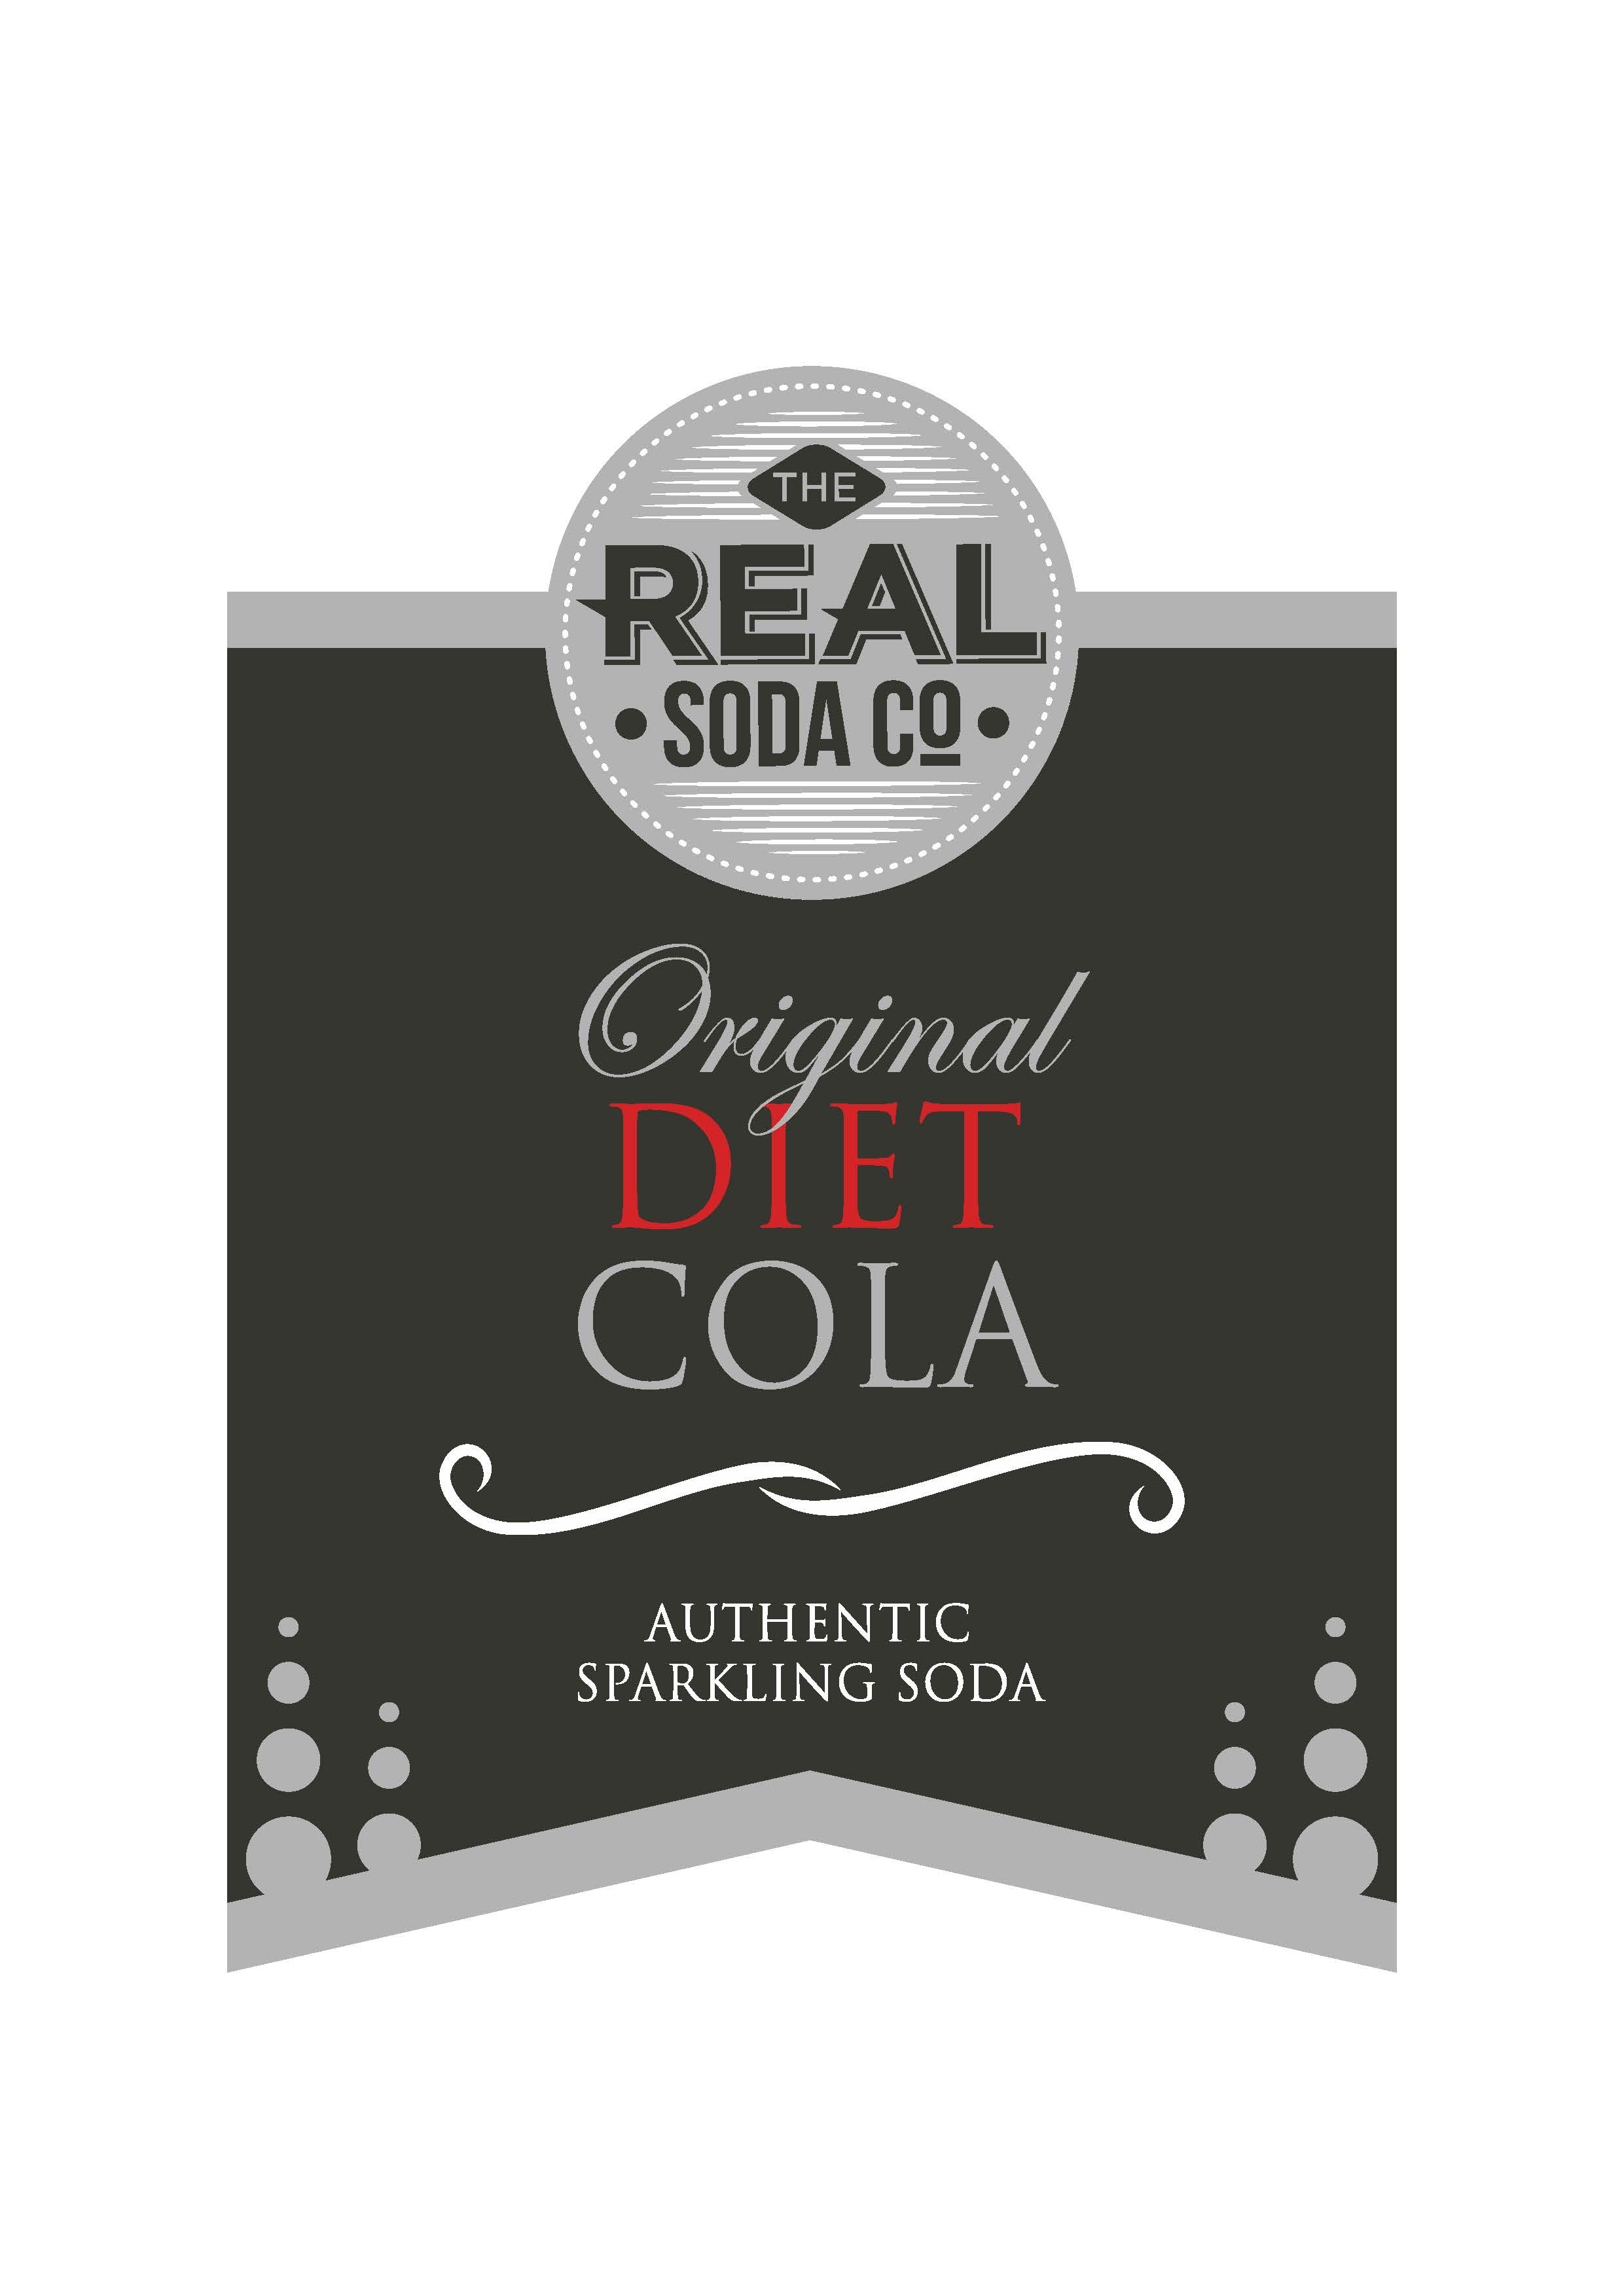 THE
REAL
SODA CO
Original
DIET
COLA
AUTHENTIC
SPARKLING SODA